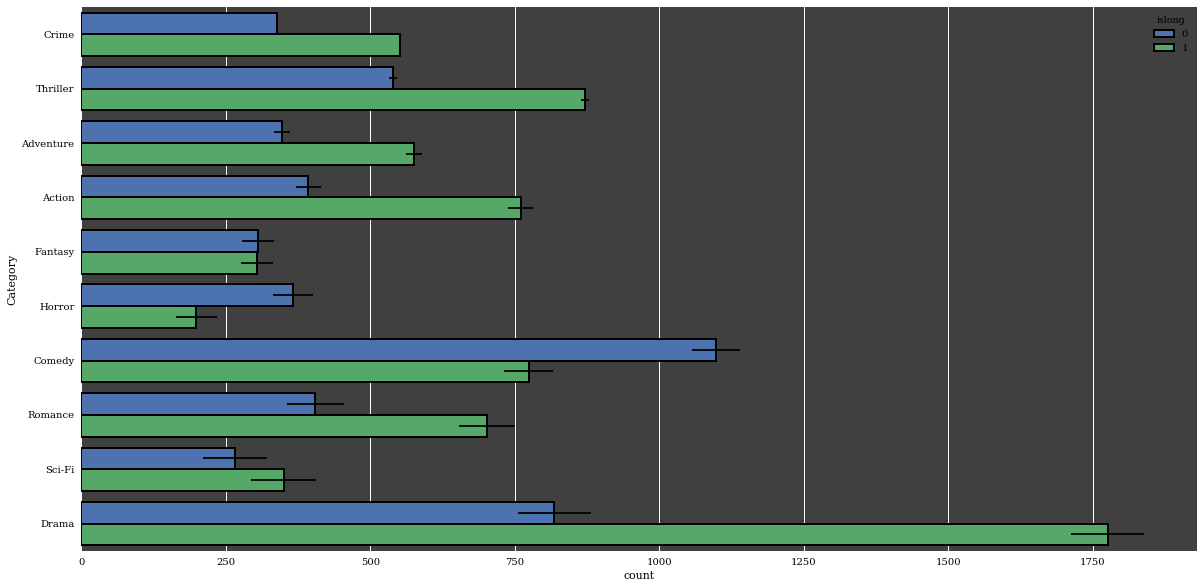 islong
0
1
Crime
Thriller
Adventure
Action
Fantasy
Horror
Comedy
Romance
Sci-Fi
Drama
Category
0 250 500 750 1000 1250 1500 1750
count